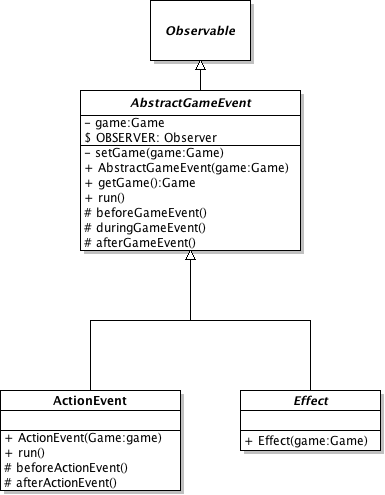 Observable
AbstractGameEvent
- game:Game
$ OBSERVER: Observer
- setGame(game:Game)
+ AbstractGameEvent(game:Game)
+ getGame():Game
+ run()
# beforeGameEvent()
# duringGameEvent()
# afterGameEvent()
ActionEvent
+ ActionEvent(Game:game)
+ run()
# beforeActionEvent()
# afterActionEvent()
Effect
+ Effect(game:Game)